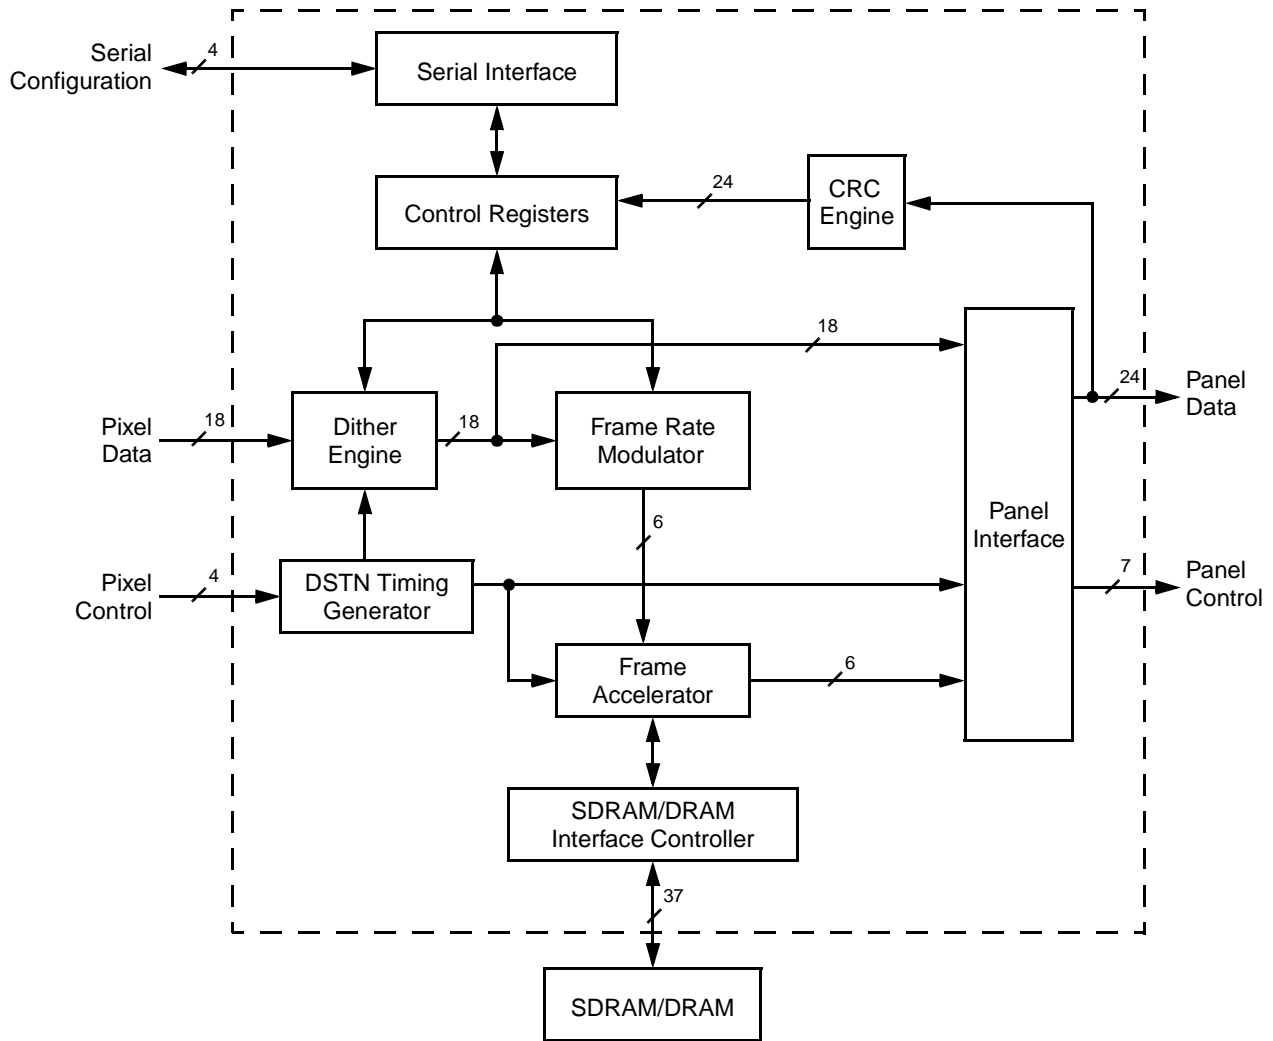 Serial
Configuration
4
Serial Interface
Control Registers
24
CRC
Engine
18
Pixel
Data
18
Dither
Engine
18
Frame Rate
Modulator
24
Panel
Data
6
Panel
Interface
Pixel
Control
4
DSTN Timing
Generator
7
Panel
Control
Frame
Accelerator
6
SDRAM/DRAM
Interface Controller
37
SDRAM/DRAM